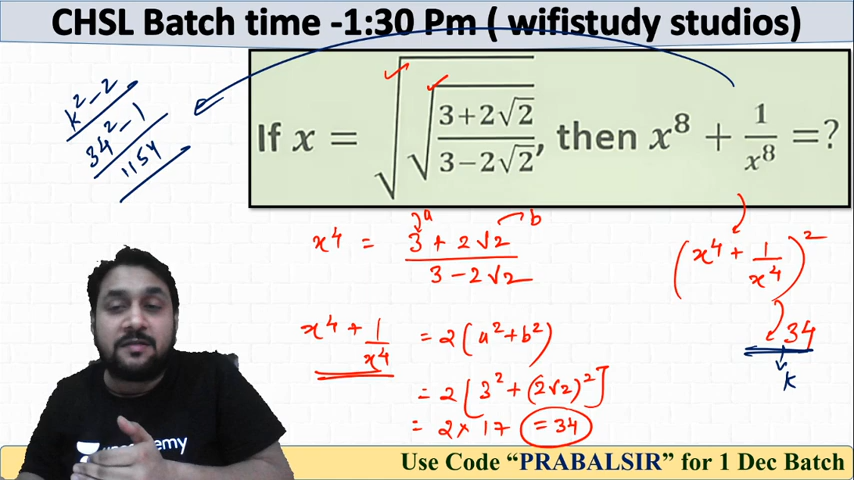 CHSL Batch time -1:30 Pm ( wifistudy studios)
If x = √√((3+2√2)/(3−2√2)), then x⁸ + 1/x⁸ =?
k² − 2
34² − 1
1154
x⁴ = (3 + 2√2)/(3 − 2√2)
a
b
(x⁴ + 1/x⁴)²
34
k
x⁴ + 1/x⁴ = 2(a² + b²)
= 2[3² + (2√2)²]
= 2 × 17 = 34
Use Code “PRABALSIR” for 1 Dec Batch